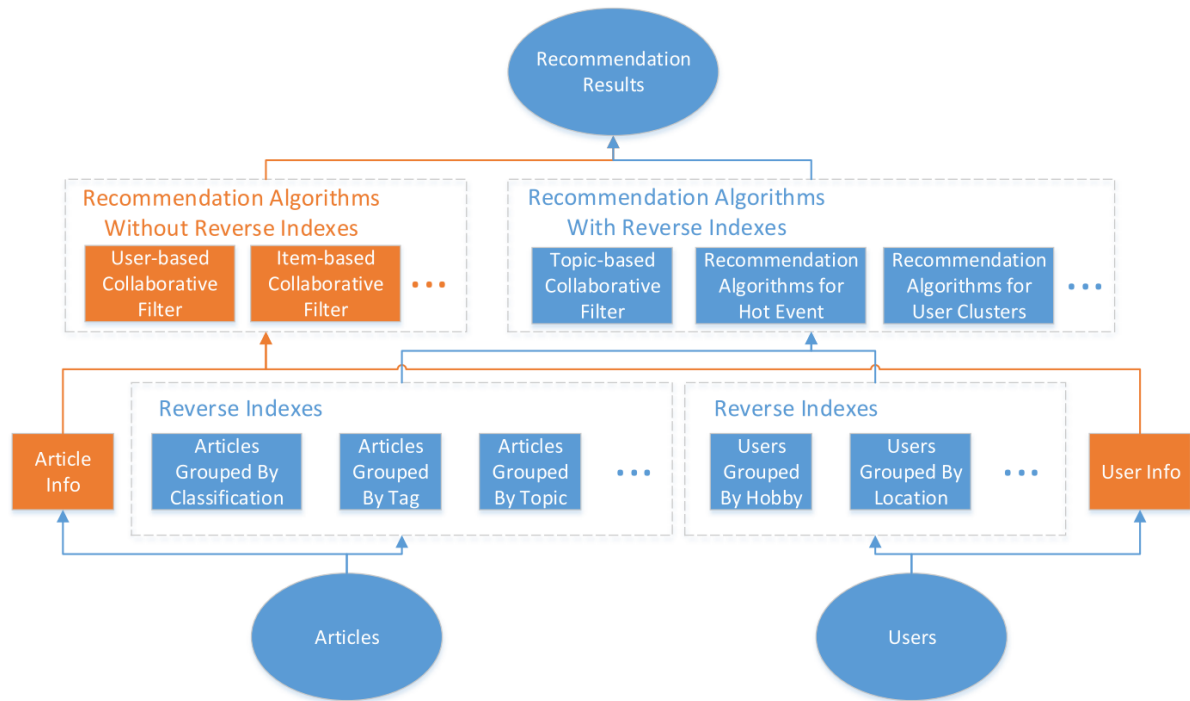 Recommendation
Results
Recommendation Algorithms
Without Reverse Indexes
User-based
Collaborative
Filter
Item-based
Collaborative
Filter
...
Recommendation Algorithms
With Reverse Indexes
Topic-based
Collaborative
Filter
Recommendation
Algorithms for
Hot Event
Recommendation
Algorithms for
User Clusters
...
Article
Info
Reverse Indexes
Articles
Grouped By
Classification
Articles
Grouped
By Tag
Articles
Grouped
By Topic
...
Reverse Indexes
Users
Grouped
By Hobby
Users
Grouped By
Location
...
User Info
Articles
Users